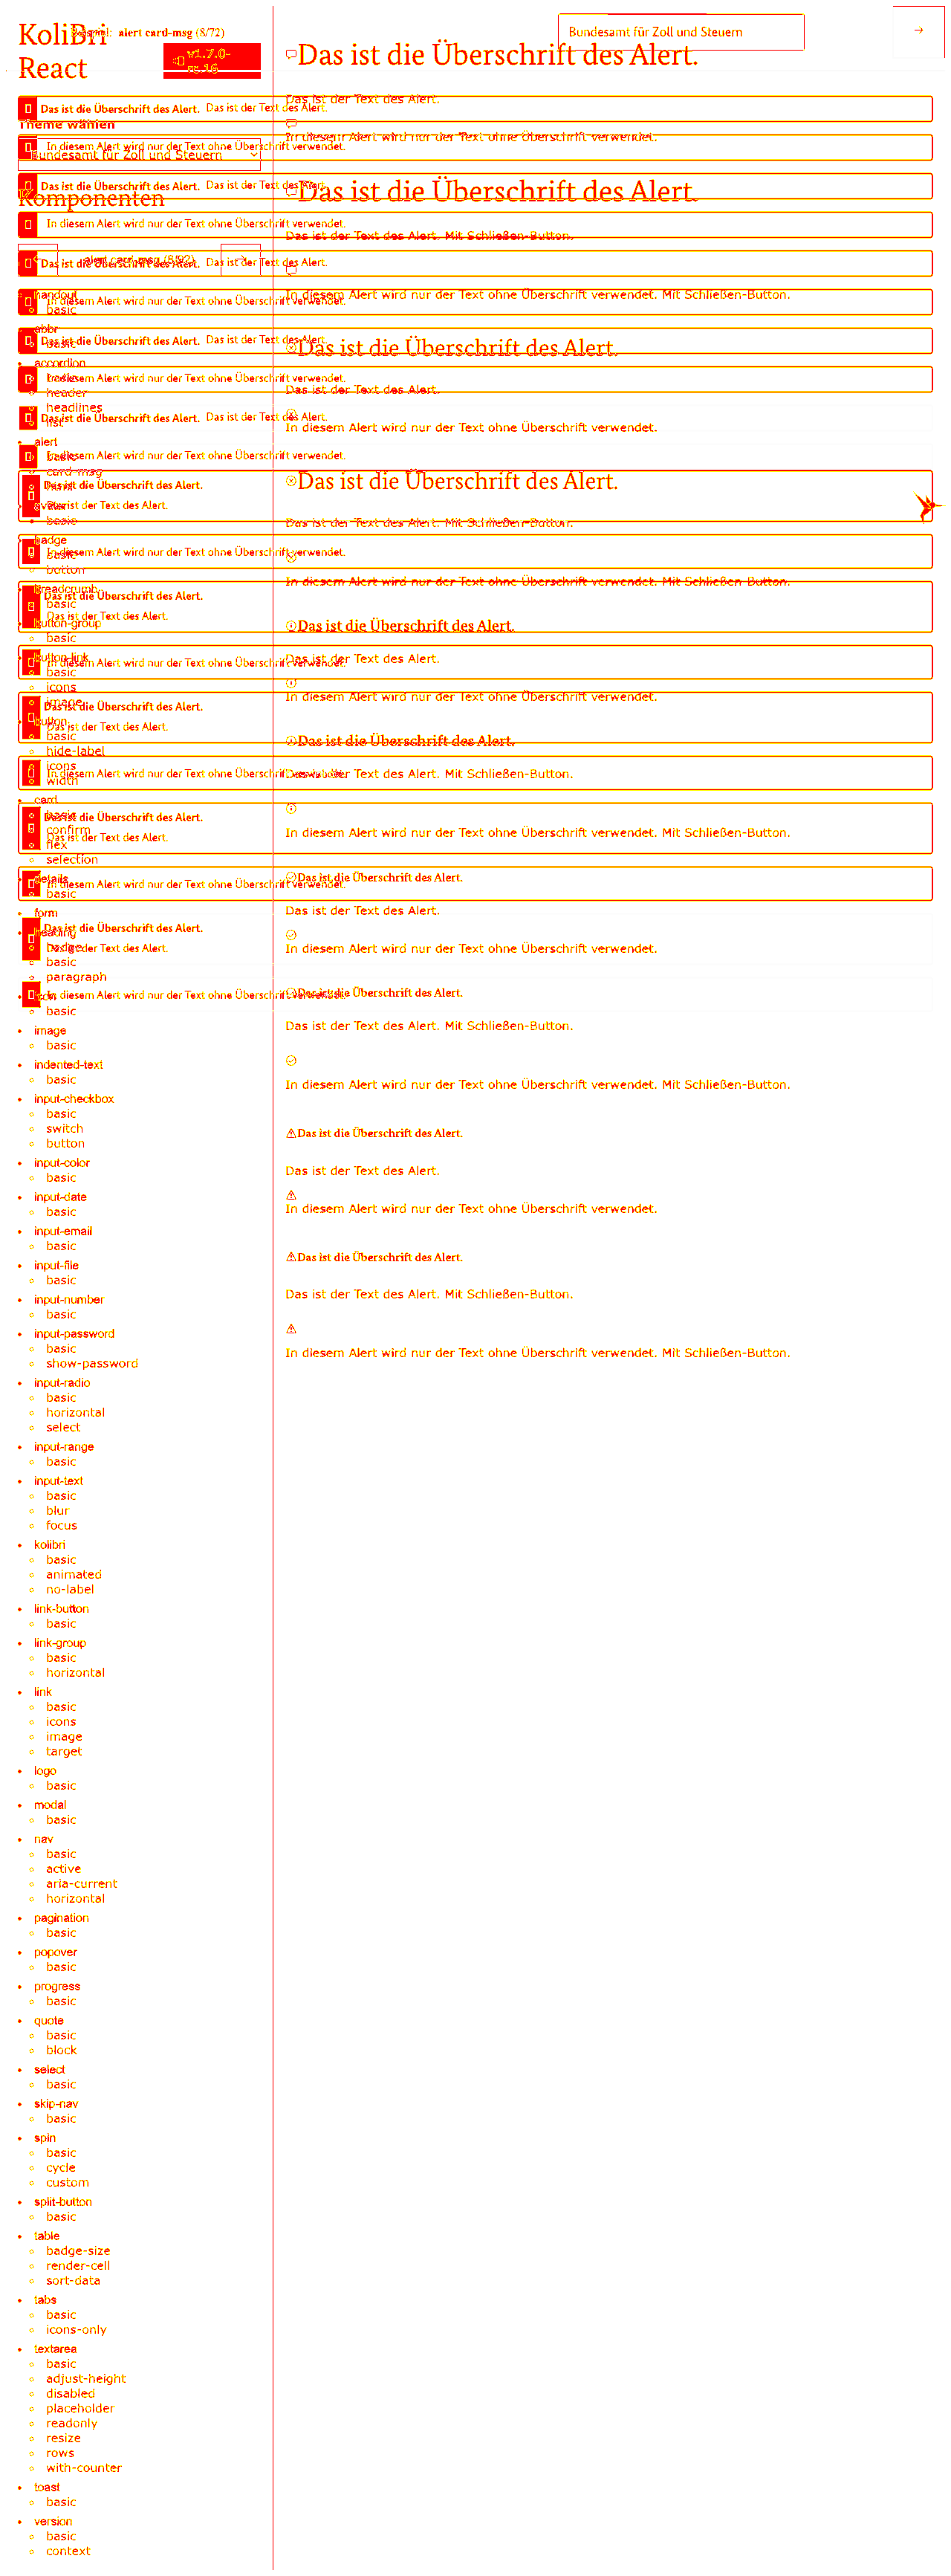 KoliBri
React
alert card-msg (8/72)
v1.7.0-
Bundesamt für Zoll und Steuern
→
Das ist die Überschrift des Alert. Das ist der Text des Alert.
Theme wählen
In diesem Alert wird nur der Text ohne Überschrift verwendet.
Bundesamt für Zoll und Steuern
Das ist die Überschrift des Alert. Das ist der Text des Alert.
Komponenten
In diesem Alert wird nur der Text ohne Überschrift verwendet.
alert card-msg (8/92)
Das ist die Überschrift des Alert. Das ist der Text des Alert.
handout
basic
In diesem Alert wird nur der Text ohne Überschrift verwendet.
abbr
basic
Das ist die Überschrift des Alert. Das ist der Text des Alert.
accordion
In diesem Alert wird nur der Text ohne Überschrift verwendet.
header
headlines
list
Das ist die Überschrift des Alert. Das ist der Text des Alert.
alert
basic
In diesem Alert wird nur der Text ohne Überschrift verwendet.
card-msg
Das ist die Überschrift des Alert.
Das ist der Text des Alert.
basic
badge
basic
In diesem Alert wird nur der Text ohne Überschrift verwendet.
button
breadcrumb
Das ist die Überschrift des Alert.
basic
Das ist der Text des Alert.
button-group
basic
button-link
In diesem Alert wird nur der Text ohne Überschrift verwendet.
basic
icons
image
Das ist die Überschrift des Alert.
button
Das ist der Text des Alert.
basic
hide-label
icons
In diesem Alert wird nur der Text ohne Überschrift
width
card
basic
Das ist die Überschrift des Alert.
confirm
Das ist der Text des Alert.
flex
selection
details
In diesem Alert wird nur der Text ohne Überschrift verwendet.
basic
form
Das ist die Überschrift des Alert.
heading
badge
Das ist der Text des Alert.
basic
paragraph
In diesem Alert wird nur der Text ohne Überschrift verwendet.
basic
image
basic
indented-text
basic
input-checkbox
basic
switch
button
input-color
basic
input-date
basic
input-email
basic
input-file
basic
input-number
basic
input-password
basic
show-password
input-radio
basic
horizontal
select
input-range
basic
input-text
basic
blur
focus
kolibri
basic
animated
no-label
link-button
basic
link-group
basic
horizontal
link
basic
icons
image
target
logo
basic
modal
basic
nav
basic
active
aria-current
horizontal
pagination
basic
popover
basic
progress
basic
quote
basic
block
select
basic
skip-nav
basic
spin
basic
cycle
custom
split-button
basic
table
badge-size
render-cell
sort-data
tabs
basic
icons-only
textarea
basic
adjust-height
disabled
placeholder
readonly
resize
rows
with-counter
toast
basic
version
basic
context
Das ist die Überschrift des Alert.
Das ist der Text des Alert.
In diesem Alert wird nur der Text ohne Überschrift verwendet.
Das ist die Überschrift des Alert.
Das ist der Text des Alert. Mit Schließen-Button.
In diesem Alert wird nur der Text ohne Überschrift verwendet. Mit Schließen-Button.
Das ist die Überschrift des Alert.
Das ist der Text des Alert.
In diesem Alert wird nur der Text ohne Überschrift verwendet.
Das ist die Überschrift des Alert.
Das ist der Text des Alert. Mit Schließen-Button.
In diesem Alert wird nur der Text ohne Überschrift verwendet. Mit Schließen-Button.
Das ist die Überschrift des Alert.
Das ist der Text des Alert.
In diesem Alert wird nur der Text ohne Überschrift verwendet.
Das ist die Überschrift des Alert.
Das ist der Text des Alert. Mit Schließen-Button.
In diesem Alert wird nur der Text ohne Überschrift verwendet. Mit Schließen-Button.
Das ist die Überschrift des Alert.
Das ist der Text des Alert.
In diesem Alert wird nur der Text ohne Überschrift verwendet.
Das ist die Überschrift des Alert.
Das ist der Text des Alert. Mit Schließen-Button.
In diesem Alert wird nur der Text ohne Überschrift verwendet. Mit Schließen-Button.
Das ist die Überschrift des Alert.
Das ist der Text des Alert.
In diesem Alert wird nur der Text ohne Überschrift verwendet.
Das ist die Überschrift des Alert.
Das ist der Text des Alert. Mit Schließen-Button.
In diesem Alert wird nur der Text ohne Überschrift verwendet. Mit Schließen-Button.